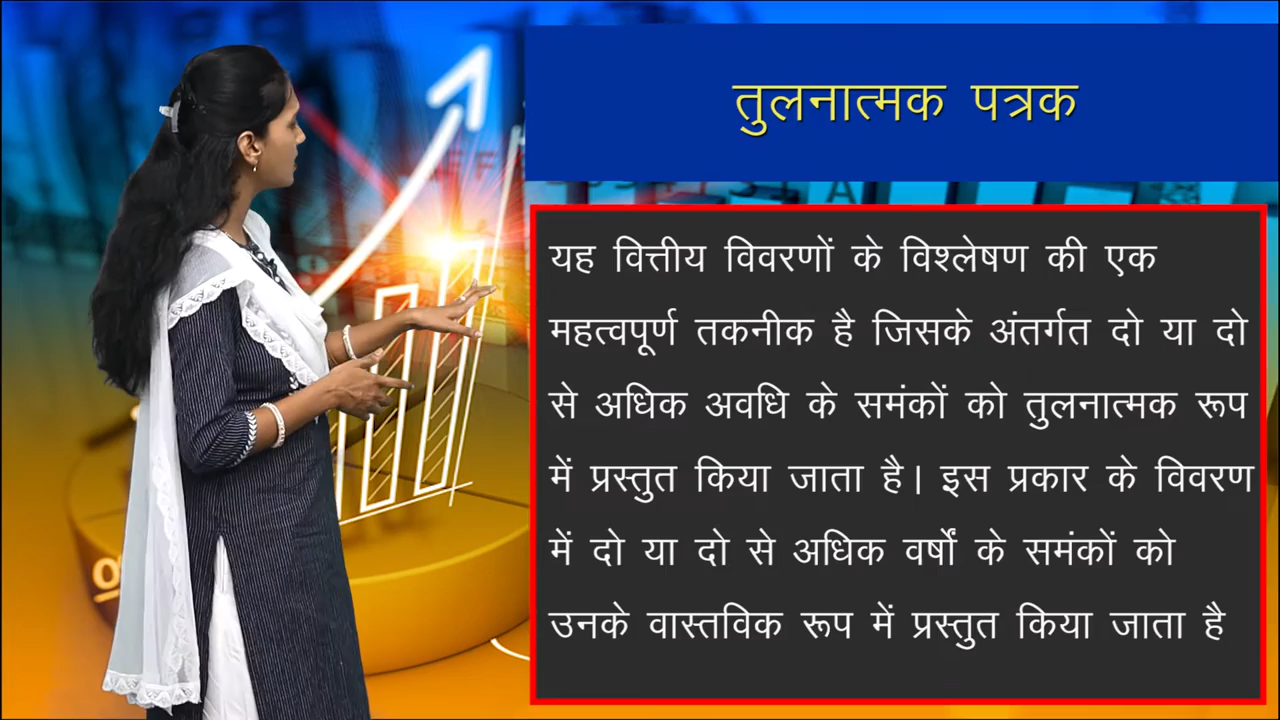 तुलनात्मक पत्रक
यह वित्तीय विवरणों के विश्लेषण की एक
महत्वपूर्ण तकनीक है जिसके अंतर्गत दो या दो
से अधिक अवधि के समंकों को तुलनात्मक रूप
में प्रस्तुत किया जाता है। इस प्रकार के विवरण
में दो या दो से अधिक वर्षों के समंकों को
उनके वास्तविक रूप में प्रस्तुत किया जाता है